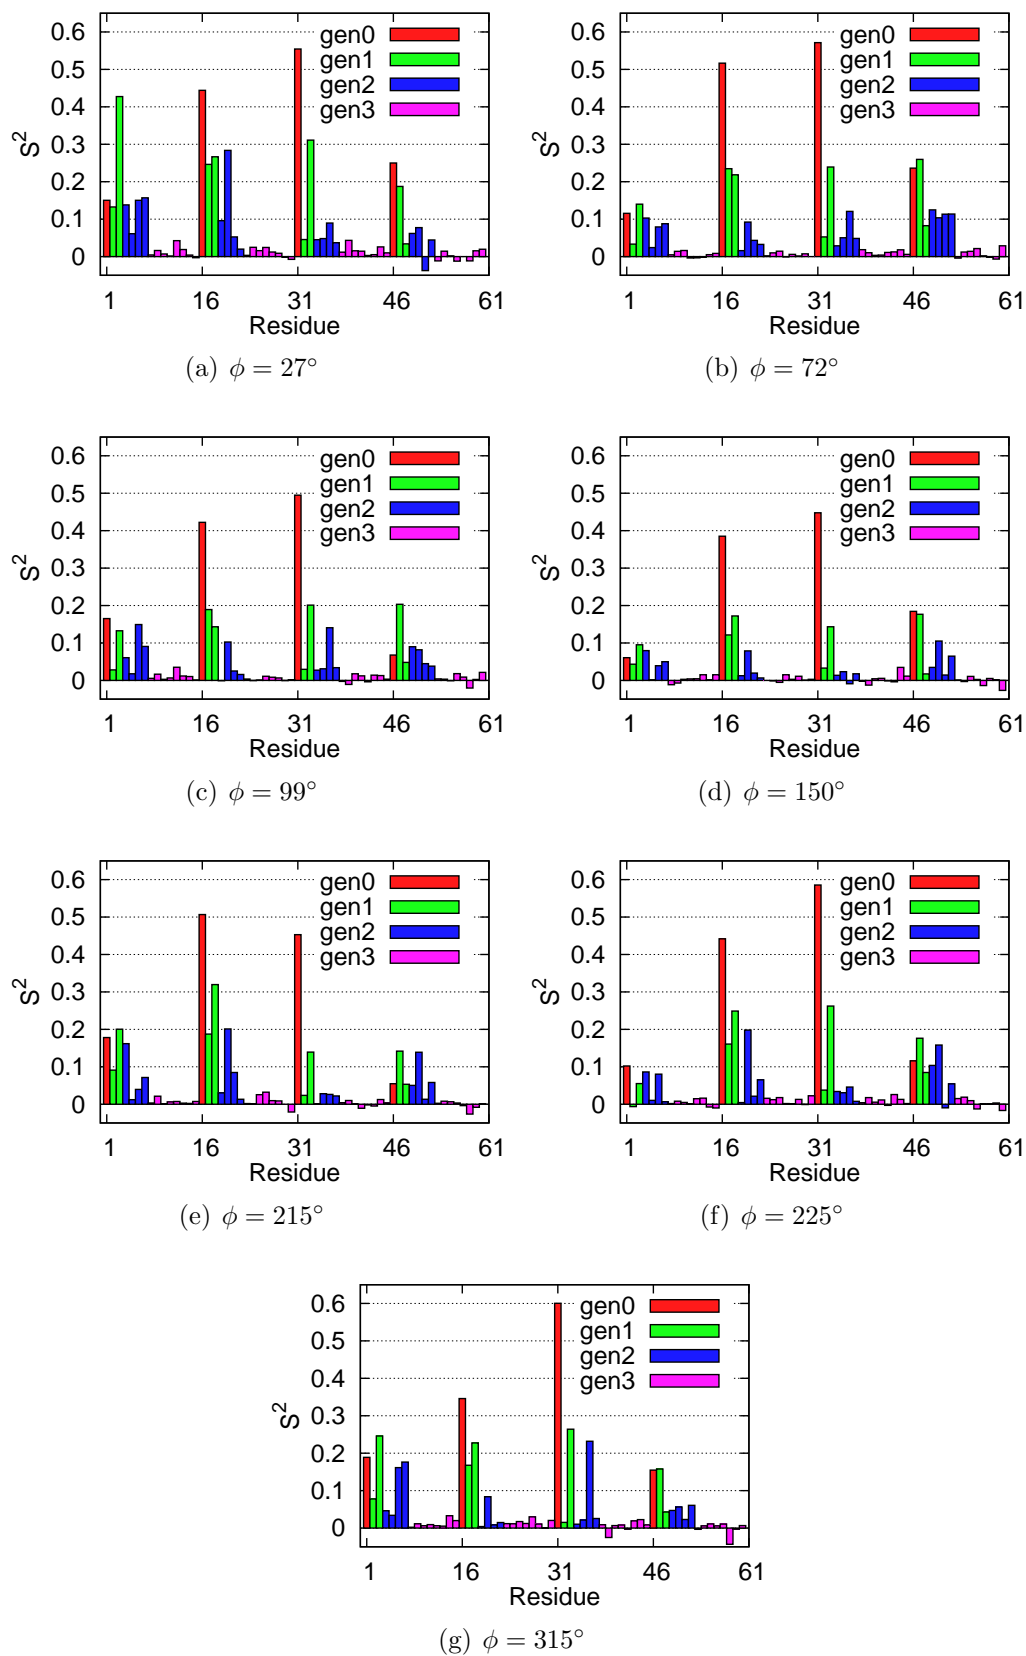 0.6
0.5
0.4
0.3
0.2
0.1
0
S²
gen0
gen1
gen2
gen3
1 16 31 46 61
Residue
(a) ϕ = 27°
0.6
0.5
0.4
0.3
0.2
0.1
0
S²
gen0
gen1
gen2
gen3
1 16 31 46 61
Residue
(b) ϕ = 72°
0.6
0.5
0.4
0.3
0.2
0.1
0
S²
gen0
gen1
gen2
gen3
1 16 31 46 61
Residue
(c) ϕ = 99°
0.6
0.5
0.4
0.3
0.2
0.1
0
S²
gen0
gen1
gen2
gen3
1 16 31 46 61
Residue
(d) ϕ = 150°
0.6
0.5
0.4
0.3
0.2
0.1
0
S²
gen0
gen1
gen2
gen3
1 16 31 46 61
Residue
(e) ϕ = 215°
0.6
0.5
0.4
0.3
0.2
0.1
0
S²
gen0
gen1
gen2
gen3
1 16 31 46 61
Residue
(f) ϕ = 225°
0.6
0.5
0.4
0.3
0.2
0.1
0
S²
gen0
gen1
gen2
gen3
1 16 31 46 61
Residue
(g) ϕ = 315°